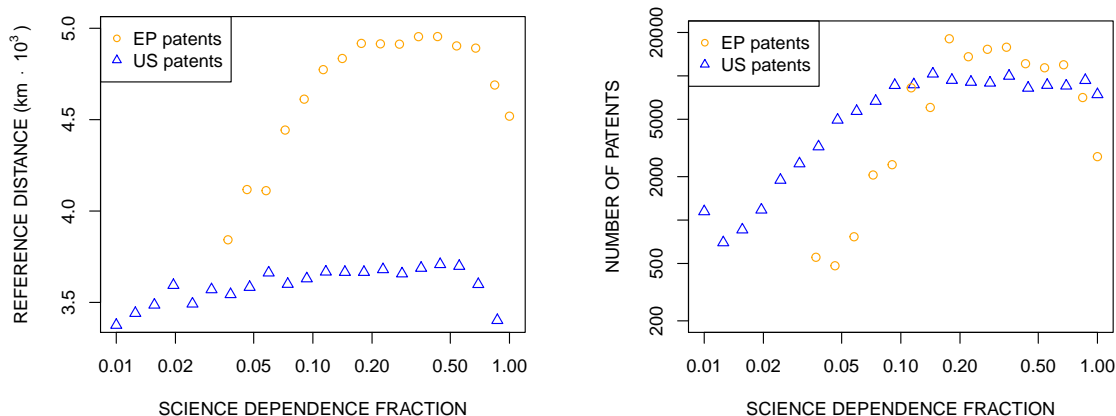 REFERENCE DISTANCE (km · 10³)
5.0
4.5
4.0
3.5
EP patents
US patents
0.01 0.02 0.05 0.10 0.20 0.50 1.00
SCIENCE DEPENDENCE FRACTION
NUMBER OF PATENTS
20000
5000
2000
500
200
EP patents
US patents
0.01 0.02 0.05 0.10 0.20 0.50 1.00
SCIENCE DEPENDENCE FRACTION